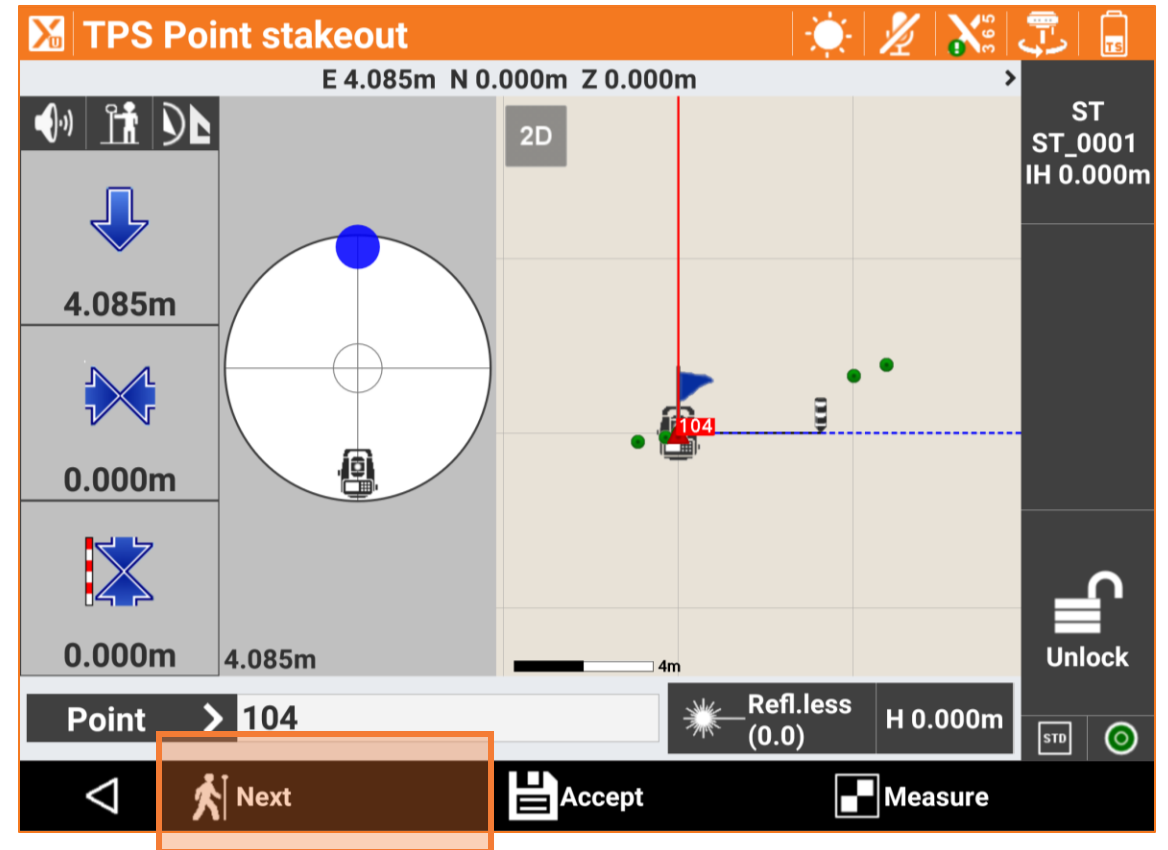 TPS Point stakeout
365
TS
E 4.085m N 0.000m Z 0.000m
ST
ST_0001
IH 0.000m
2D
4.085m
0.000m
0.000m
4.085m
104
4m
Unlock
Point
104
Refl.less
(0.0)
H 0.000m
STD
Next
Accept
Measure